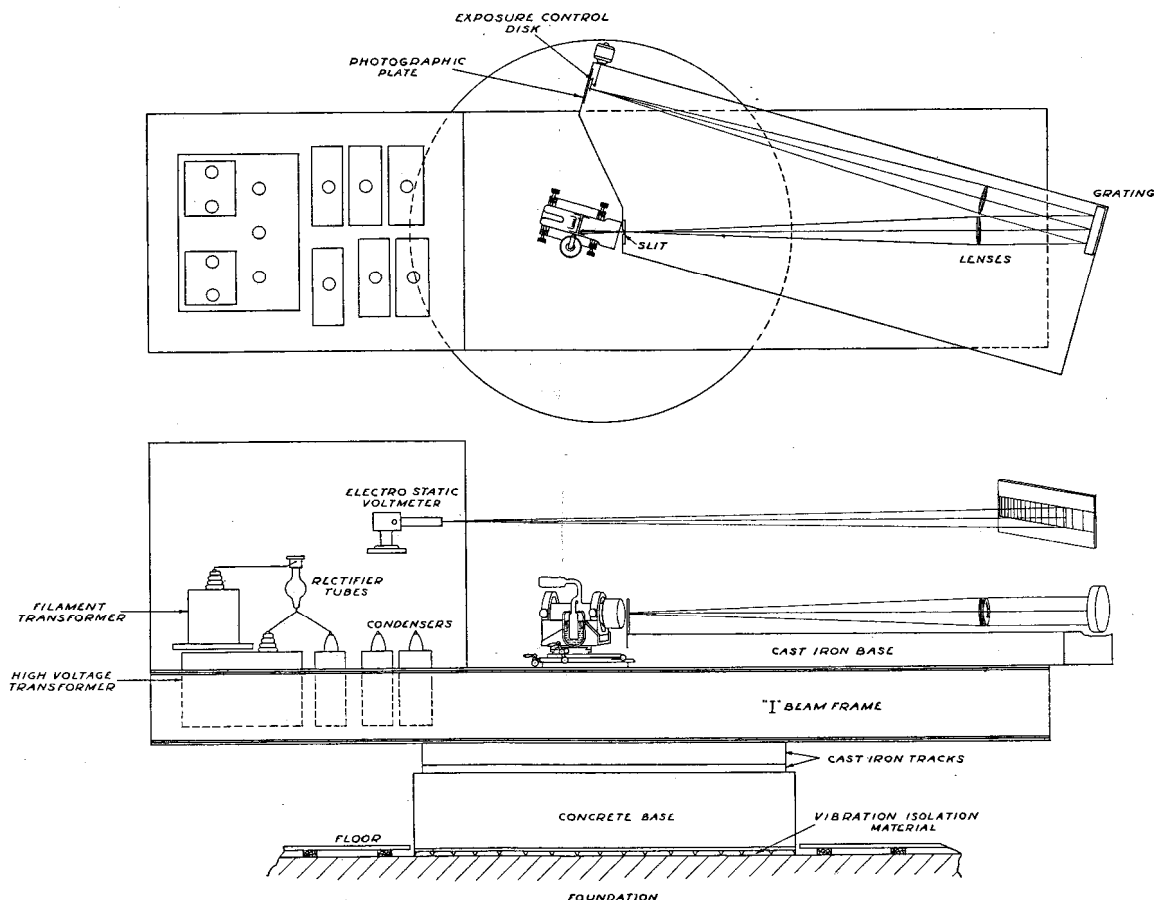 EXPOSURE CONTROL
DISK
PHOTOGRAPHIC
PLATE
GRATING
SLIT
LENSES
ELECTRO STATIC
VOLTMETER
RECTIFIER
TUBES
FILAMENT
TRANSFORMER
CONDENSERS
CAST IRON BASE
HIGH VOLTAGE
TRANSFORMER
"I" BEAM FRAME
CAST IRON TRACKS
CONCRETE BASE
VIBRATION ISOLATION
MATERIAL
FLOOR
FOUNDATION